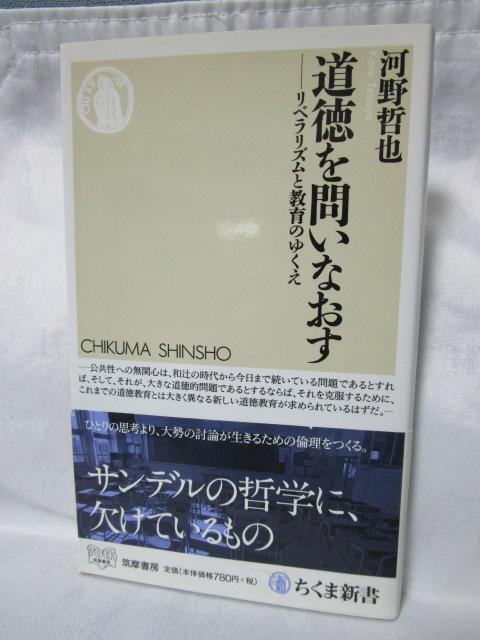 河野哲也
Kono Tetsuya
道徳を問いなおす
——リベラリズムと教育のゆくえ
CHIKUMA SHINSHO
……公共性への無関心は、和辻の時代から今日まで続いている問題であるとすれ
ば、そして、それが、大きな道徳的問題であるとするならば、それを克服するために、
これまでの道徳教育とは大きく異なる新しい道徳教育が求められているはずだ。……
ひとりの思考より、大勢の討論が生きるための倫理をつくる。
サンデルの哲学に、
欠けているもの
70th
筑摩書房
定価(本体価格780円+税)
ちくま新書